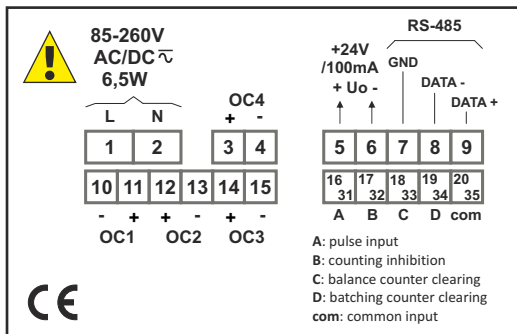 85-260V
AC/DC
6,5W
L N
OC4
+ -
1 2 3 4
10 11 12 13 14 15
- + + - + -
OC1 OC2 OC3
RS-485
+24V
/100mA
+ Uo -
GND
DATA -
DATA +
5 6 7 8 9
16 17 18 19 20
31 32 33 34 35
A B C D com
A: pulse input
B: counting inhibition
C: balance counter clearing
D: batching counter clearing
com: common input
CE